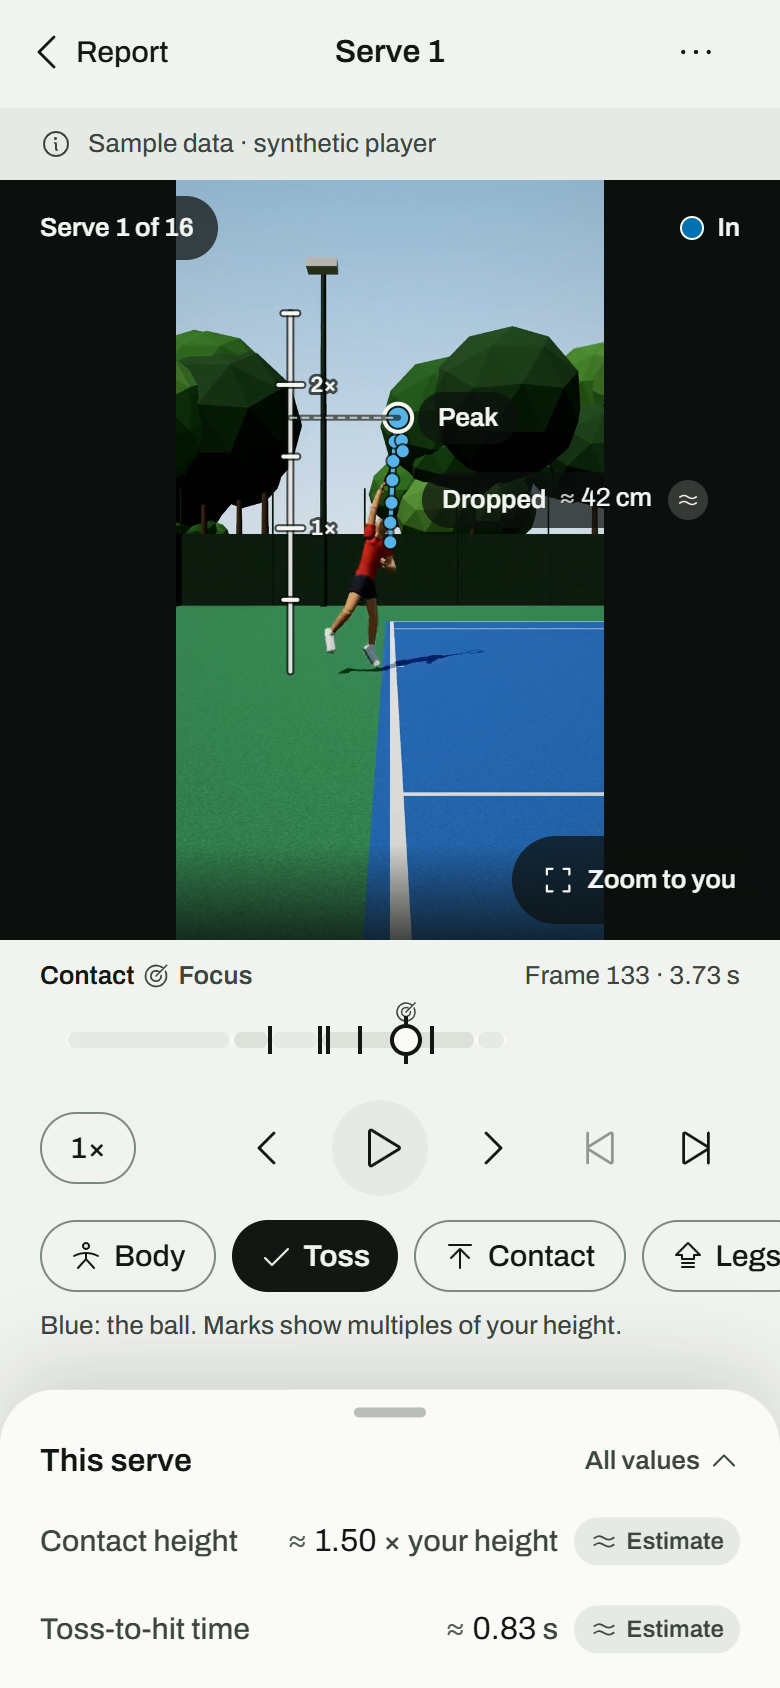 Report
Serve 1
Sample data · synthetic player
Serve 1 of 16
In
2×
Peak
Dropped ≈ 42 cm
1×
Zoom to you
Contact Focus
Frame 133 · 3.73 s
1×
Body
Toss
Contact
Legs
Blue: the ball. Marks show multiples of your height.
This serve
All values
Contact height ≈ 1.50 × your height Estimate
Toss-to-hit time ≈ 0.83 s Estimate